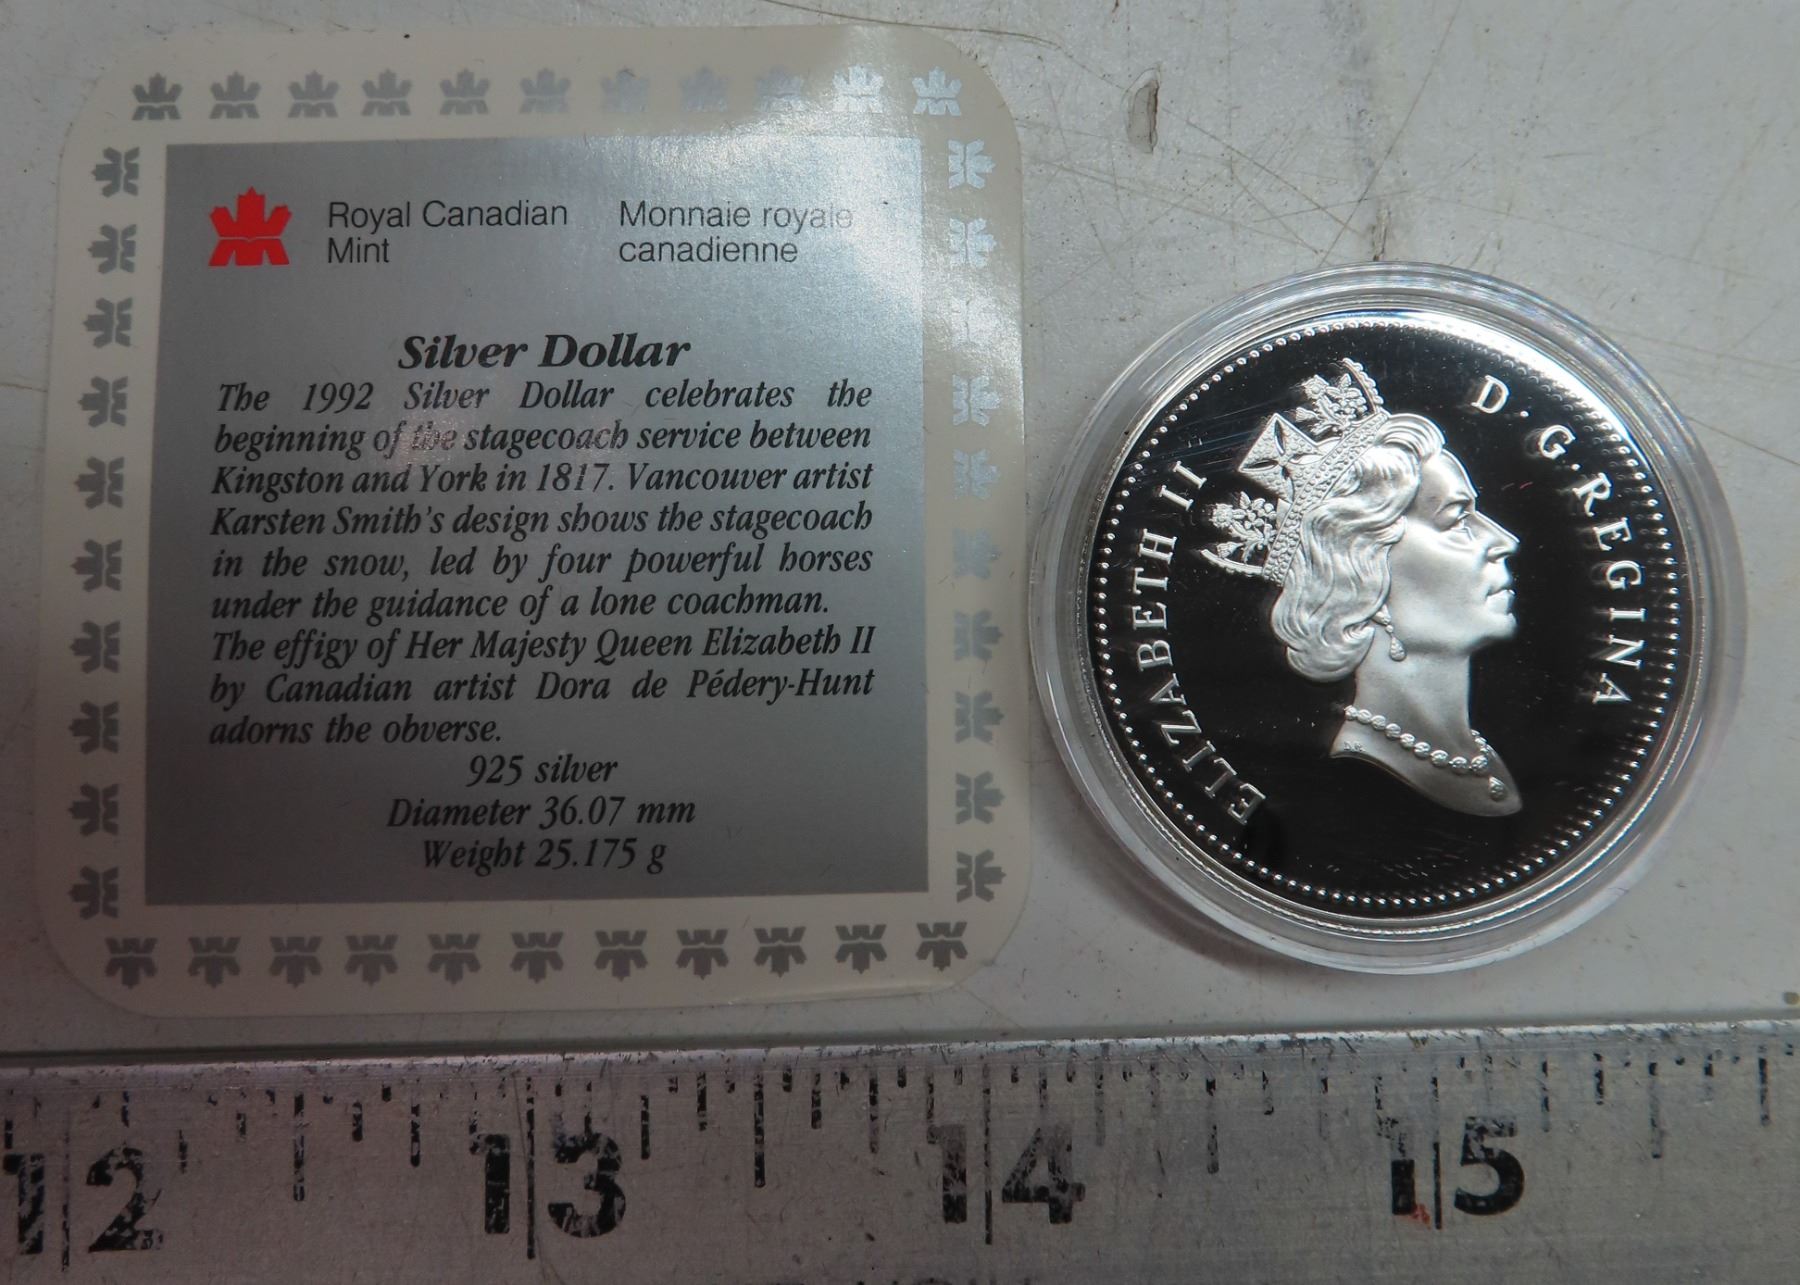 Royal Canadian Mint
Monnaie royale canadienne
Silver Dollar
The 1992 Silver Dollar celebrates the
beginning of the stagecoach service between
Kingston and York in 1817. Vancouver artist
Karsten Smith's design shows the stagecoach
in the snow, led by four powerful horses
under the guidance of a lone coachman.
The effigy of Her Majesty Queen Elizabeth II
by Canadian artist Dora de Pédery-Hunt
adorns the obverse.
925 silver
Diameter 36.07 mm
Weight 25.175 g
ELIZABETH II D. G. REGINA
12 13 14 15